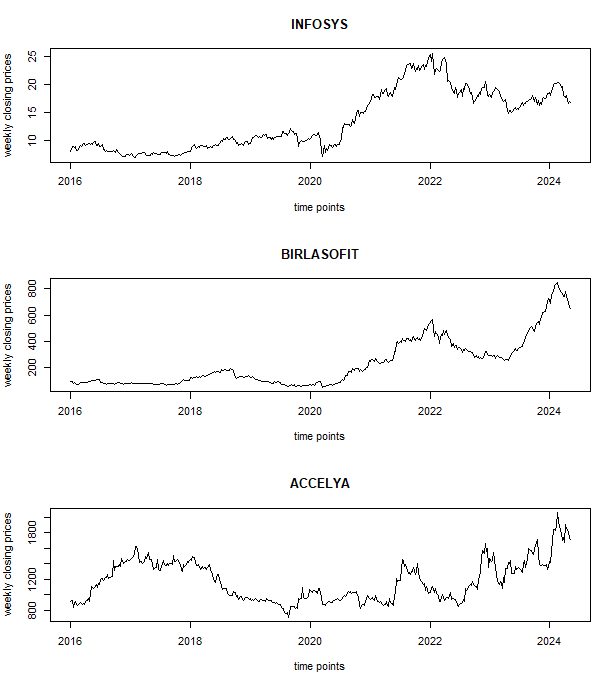 INFOSYS
weekly closing prices
25
20
15
10
2016 2018 2020 2022 2024
time points
BIRLASOFIT
weekly closing prices
800
600
400
200
2016 2018 2020 2022 2024
time points
ACCELYA
weekly closing prices
1800
1200
800
2016 2018 2020 2022 2024
time points